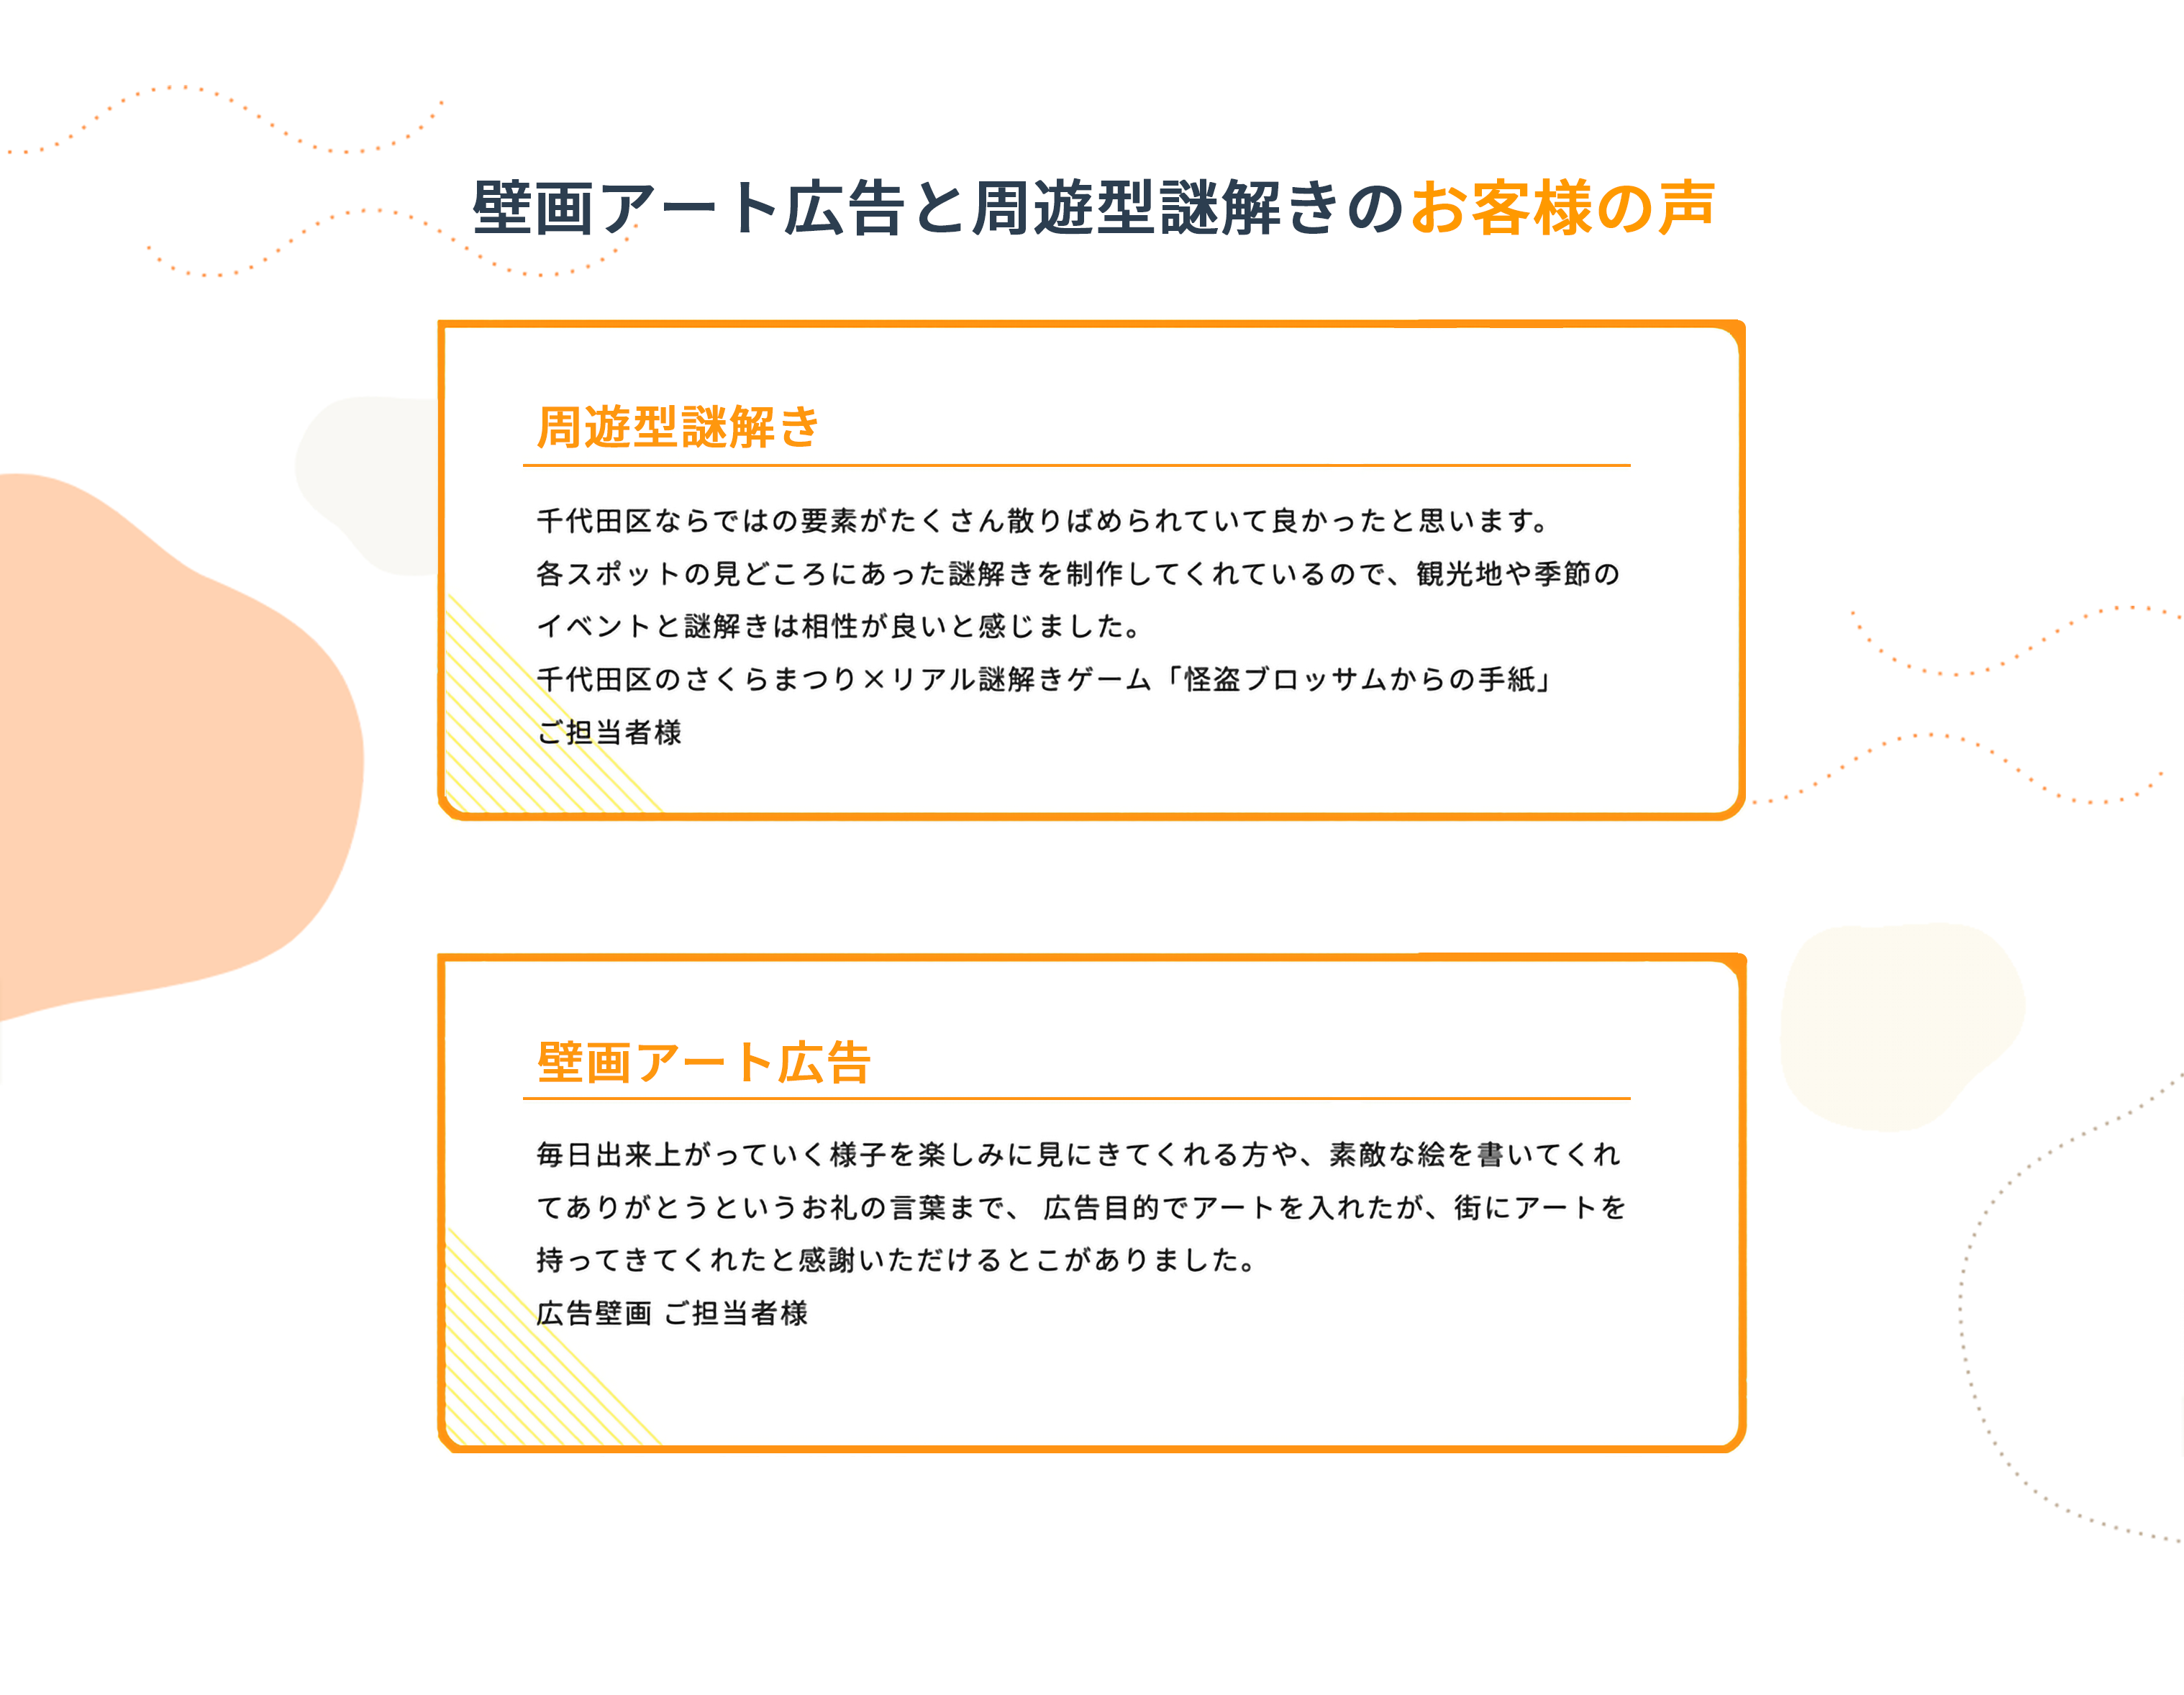 壁画アート広告と周遊型謎解きのお客様の声
周遊型謎解き
千代田区ならではの要素がたくさん散りばめられていて良かったと思います。
各スポットの見どころにあった謎解きを制作してくれているので、観光地や季節の
イベントと謎解きは相性が良いと感じました。
千代田区のさくらまつり×リアル謎解きゲーム「怪盗ブロッサムからの手紙」
ご担当者様
壁画アート広告
毎日出来上がっていく様子を楽しみに見にきてくれる方や、素敵な絵を書いてくれ
てありがとうというお礼の言葉まで、 広告目的でアートを入れたが、街にアートを
持ってきてくれたと感謝いただけるとこがありました。
広告壁画 ご担当者様